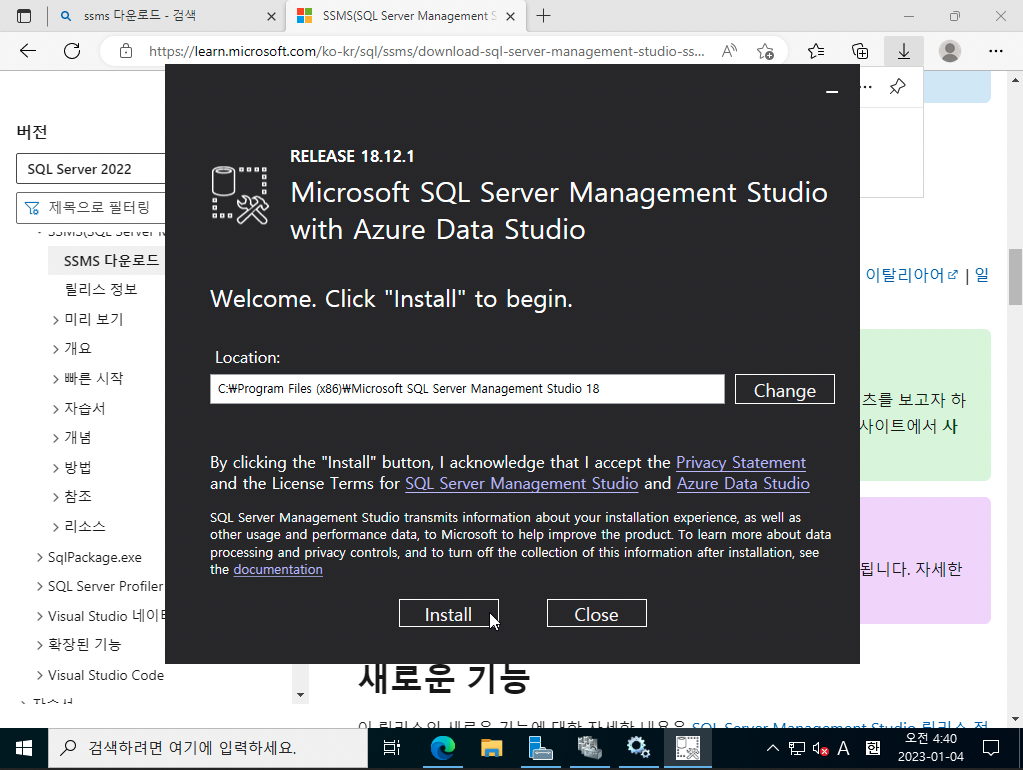 ssms 다운로드 - 검색
SSMS(SQL Server Management S
https://learn.microsoft.com/ko-kr/sql/ssms/download-sql-server-management-studio-ss...
버전
SQL Server 2022
제목으로 필터링
SSMS 다운로드
릴리스 정보
미리 보기
개요
빠른 시작
자습서
개념
방법
참조
리소스
SqlPackage.exe
SQL Server Profiler
Visual Studio 네이티
확장된 기능
Visual Studio Code
자습서
RELEASE 18.12.1
Microsoft SQL Server Management Studio
with Azure Data Studio
Welcome. Click "Install" to begin.
Location:
C:₩Program Files (x86)₩Microsoft SQL Server Management Studio 18
Change
By clicking the "Install" button, I acknowledge that I accept the Privacy Statement
and the License Terms for SQL Server Management Studio and Azure Data Studio
SQL Server Management Studio transmits information about your installation experience, as well as
other usage and performance data, to Microsoft to help improve the product. To learn more about data
processing and privacy controls, and to turn off the collection of this information after installation, see
the documentation
Install
Close
이탈리아어 | 일
츠를 보고자 하
사이트에서 사
됩니다. 자세한
새로운 기능
이 릴리스의 새로운 기능에 대한 자세한 내용은 SQL Server Management Studio 릴리스 정
검색하려면 여기에 입력하세요.
A 한
오전 4:40
2023-01-04